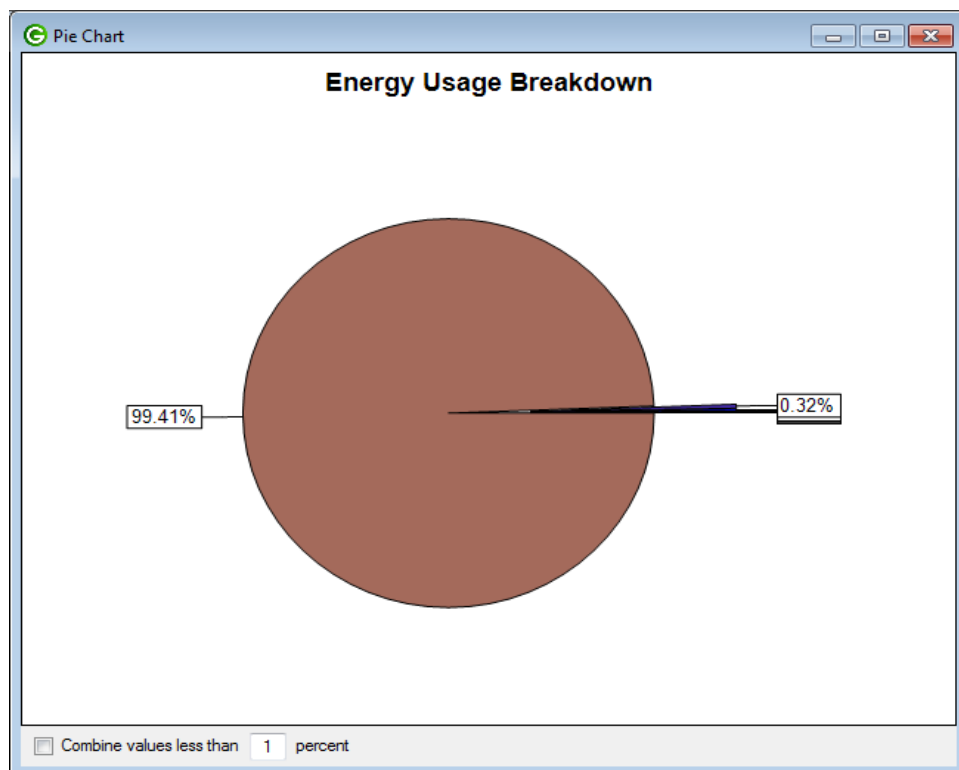 Pie Chart
Energy Usage Breakdown
99.41%
0.32%
Combine values less than 1 percent